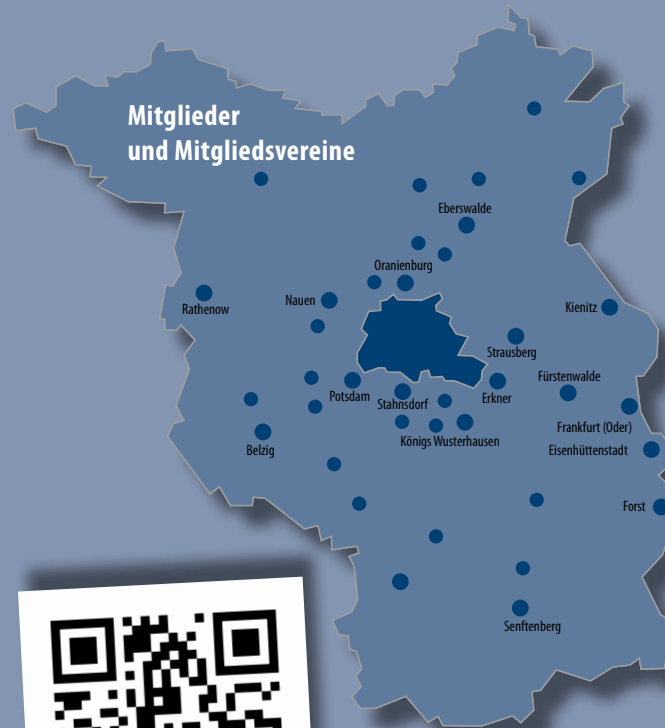 Mitglieder
und Mitgliedsvereine
Eberswalde
Oranienburg
Nauen
Rathenow
Kienitz
Strausberg
Fürstenwalde
Potsdam
Stahnsdorf
Erkner
Frankfurt (Oder)
Königs Wusterhausen
Belzig
Eisenhüttenstadt
Forst
Senftenberg